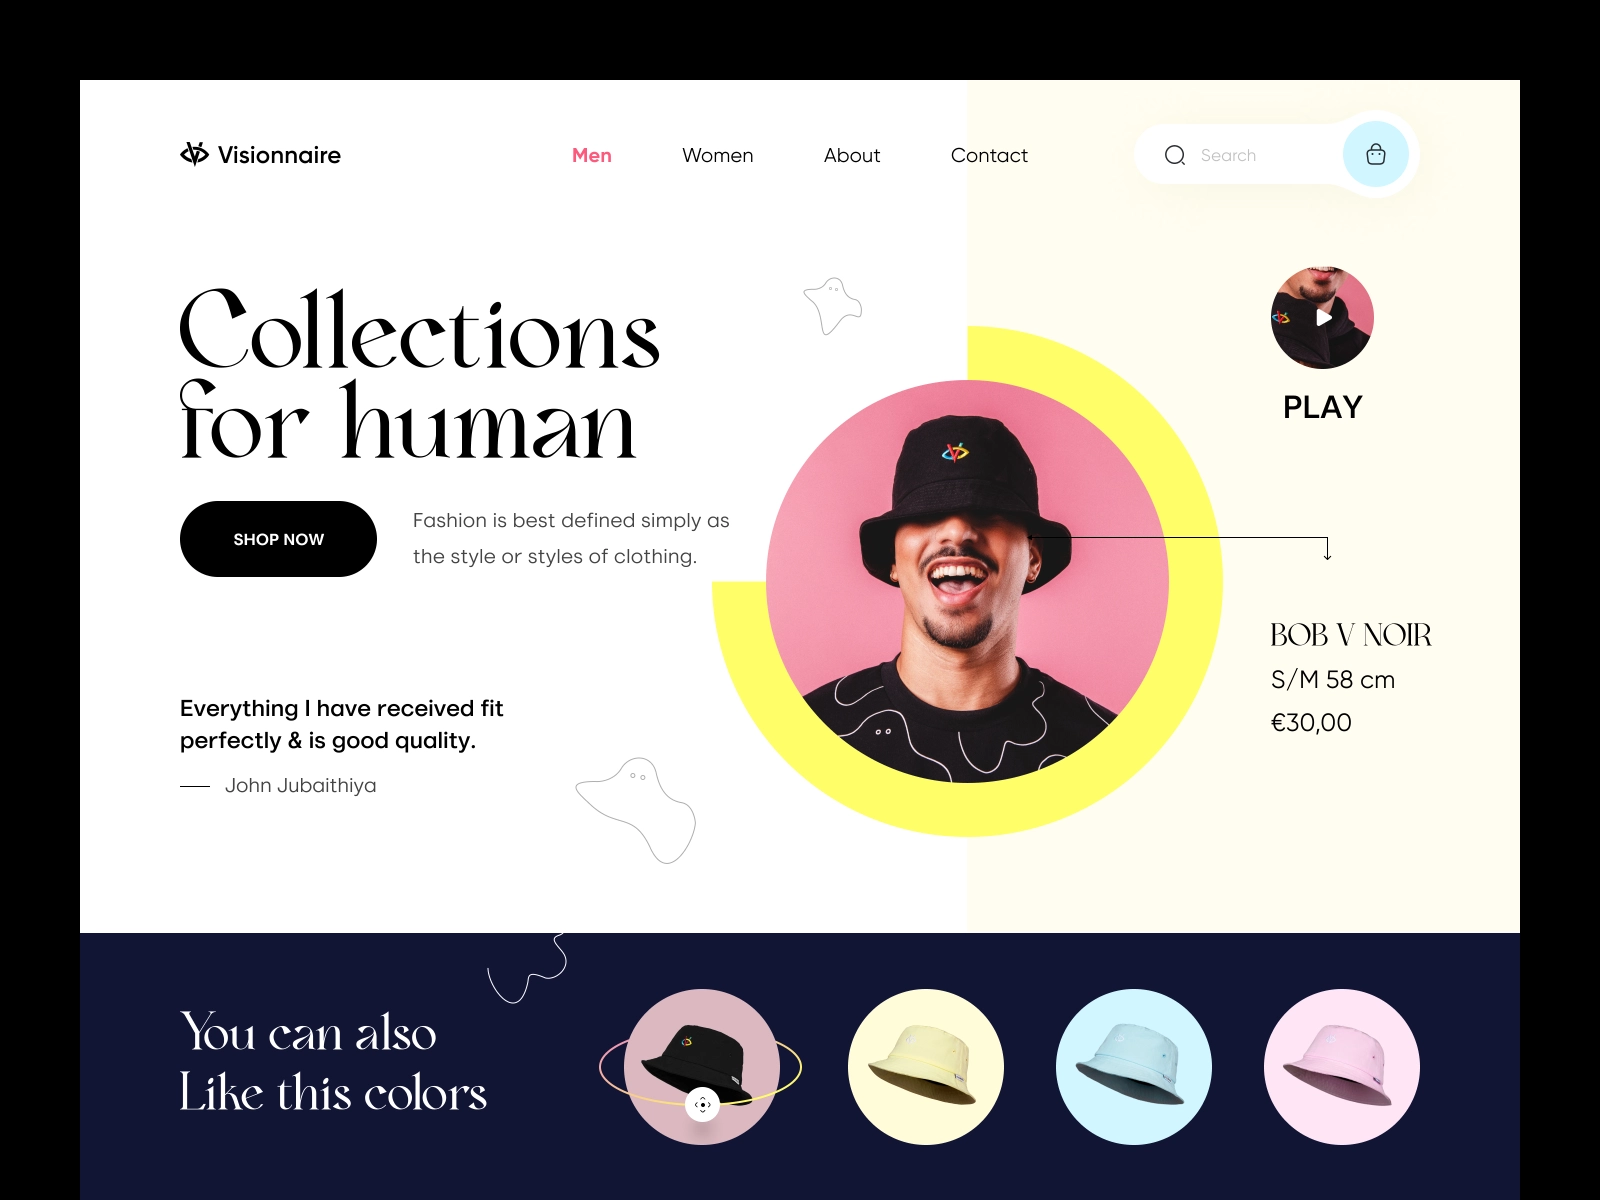 Visionnaire
Men
Women
About
Contact
Search
Collections
for human
SHOP NOW
Fashion is best defined simply as
the style or styles of clothing.
PLAY
BOB V NOIR
S/M 58 cm
€30,00
Everything I have received fit
perfectly & is good quality.
John Jubaithiya
You can also
Like this colors